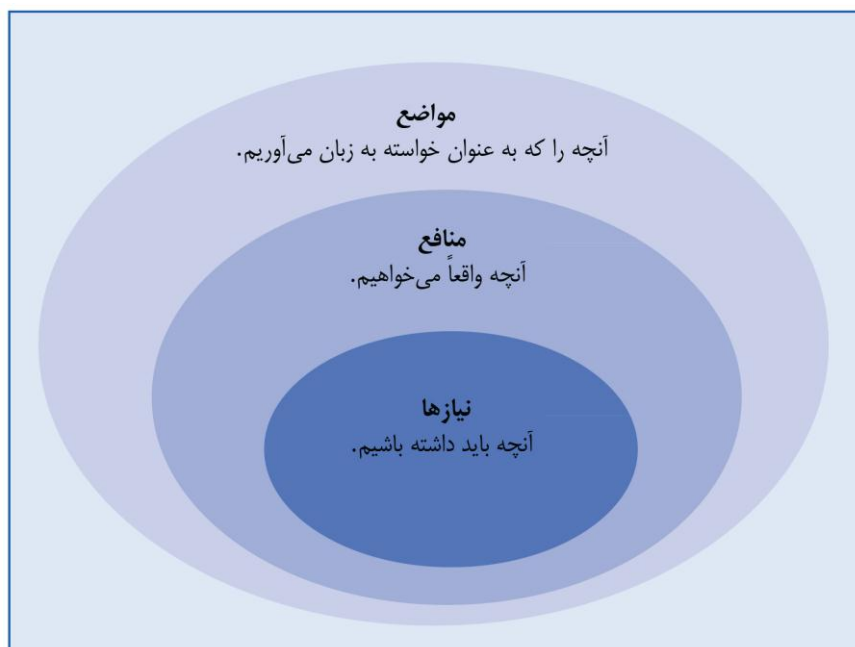 مواضع
آنچه را که به عنوان خواسته به زبان می‌آوریم.
منافع
آنچه واقعاً می‌خواهیم.
نیازها
آنچه باید داشته باشیم.